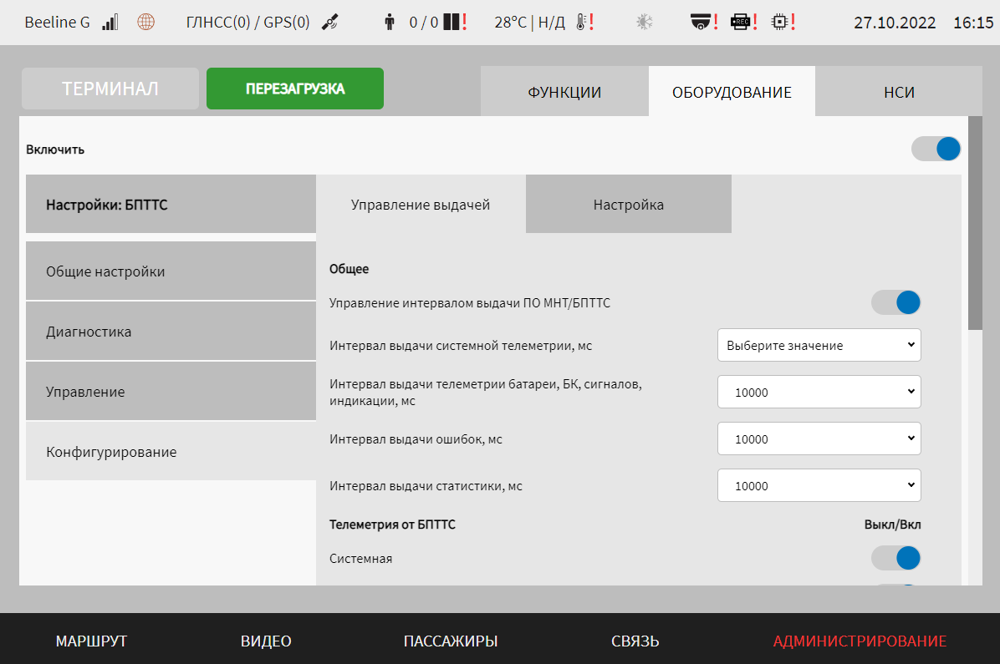 Beeline G ГЛНСС(0) / GPS(0) 0 / 0 ! 28°C | Н/Д ! ! REC ! ! 27.10.2022 16:15
ТЕРМИНАЛ ПЕРЕЗАГРУЗКА ФУНКЦИИ ОБОРУДОВАНИЕ НСИ
Включить
Настройки: БПТТС Управление выдачей Настройка
Общие настройки
Диагностика
Управление
Конфигурирование
Общее
Управление интервалом выдачи ПО МНТ/БПТТС
Интервал выдачи системной телеметрии, мс Выберите значение
Интервал выдачи телеметрии батареи, БК, сигналов,
индикации, мс 10000
Интервал выдачи ошибок, мс 10000
Интервал выдачи статистики, мс 10000
Телеметрия от БПТТС Выкл/Вкл
Системная
МАРШРУТ ВИДЕО ПАССАЖИРЫ СВЯЗЬ АДМИНИСТРИРОВАНИЕ